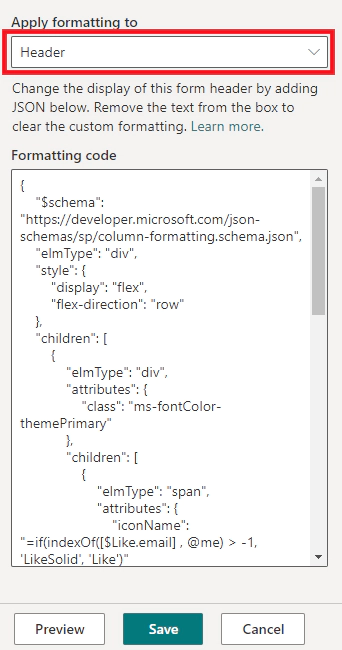 Apply formatting to
Header
Change the display of this form header by adding
JSON below. Remove the text from the box to
clear the custom formatting. Learn more.
Formatting code
{
"$schema":
"https://developer.microsoft.com/json-
schemas/sp/column-formatting.schema.json",
"elmType": "div",
"style": {
"display": "flex",
"flex-direction": "row"
},
"children": [
{
"elmType": "div",
"attributes": {
"class": "ms-fontColor-
themePrimary"
},
"children": [
{
"elmType": "span",
"attributes": {
"iconName":
"=if(indexOf([$Like.email] , @me) > -1,
'LikeSolid', 'Like')"
Preview
Save
Cancel